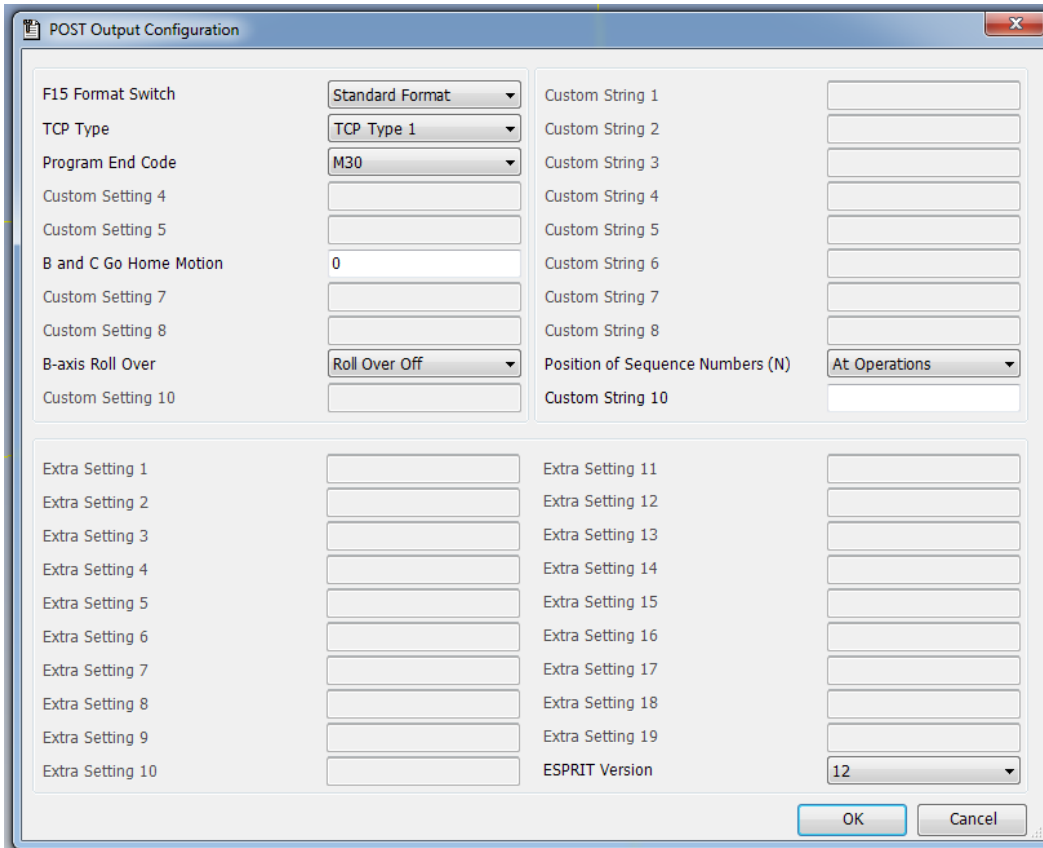 POST Output Configuration
F15 Format Switch Standard Format
TCP Type TCP Type 1
Program End Code M30
Custom Setting 4
Custom Setting 5
B and C Go Home Motion 0
Custom Setting 7
Custom Setting 8
B-axis Roll Over Roll Over Off
Custom Setting 10
Custom String 1
Custom String 2
Custom String 3
Custom String 4
Custom String 5
Custom String 6
Custom String 7
Custom String 8
Position of Sequence Numbers (N) At Operations
Custom String 10
Extra Setting 1
Extra Setting 2
Extra Setting 3
Extra Setting 4
Extra Setting 5
Extra Setting 6
Extra Setting 7
Extra Setting 8
Extra Setting 9
Extra Setting 10
Extra Setting 11
Extra Setting 12
Extra Setting 13
Extra Setting 14
Extra Setting 15
Extra Setting 16
Extra Setting 17
Extra Setting 18
Extra Setting 19
ESPRIT Version 12
OK Cancel